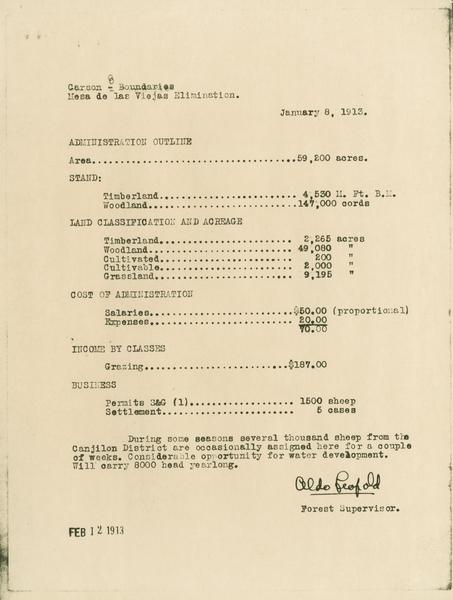 8
Carson - Boundaries
Mesa de las Viejas Elimination.
January 8, 1913.
ADMINISTRATION OUTLINE
Area..................................59,200 acres.
STAND:
Timberland........................ 4,530 M. Ft. B.M.
Woodland.........................147,000 cords
LAND CLASSIFICATION AND ACREAGE
Timberland....................... 2,265 acres
Woodland.........................49,080 "
Cultivated....................... 200 "
Cultivable....................... 2,000 "
Grassland........................ 9,195 "
COST OF ADMINISTRATION
Salaries.........................$50.00 (proportional)
Expenses......................... 20.00
70.00
INCOME BY CLASSES
Grazing........................$187.00
BUSINESS
Permits S&G (1)................. 1500 sheep
Settlement...................... 5 cases
During some seasons several thousand sheep from the
Canjilon District are occasionally assigned here for a couple
of weeks. Considerable opportunity for water development.
Will carry 8000 head yearlong.
Aldo Leopold
Forest Supervisor.
FEB 12 1913